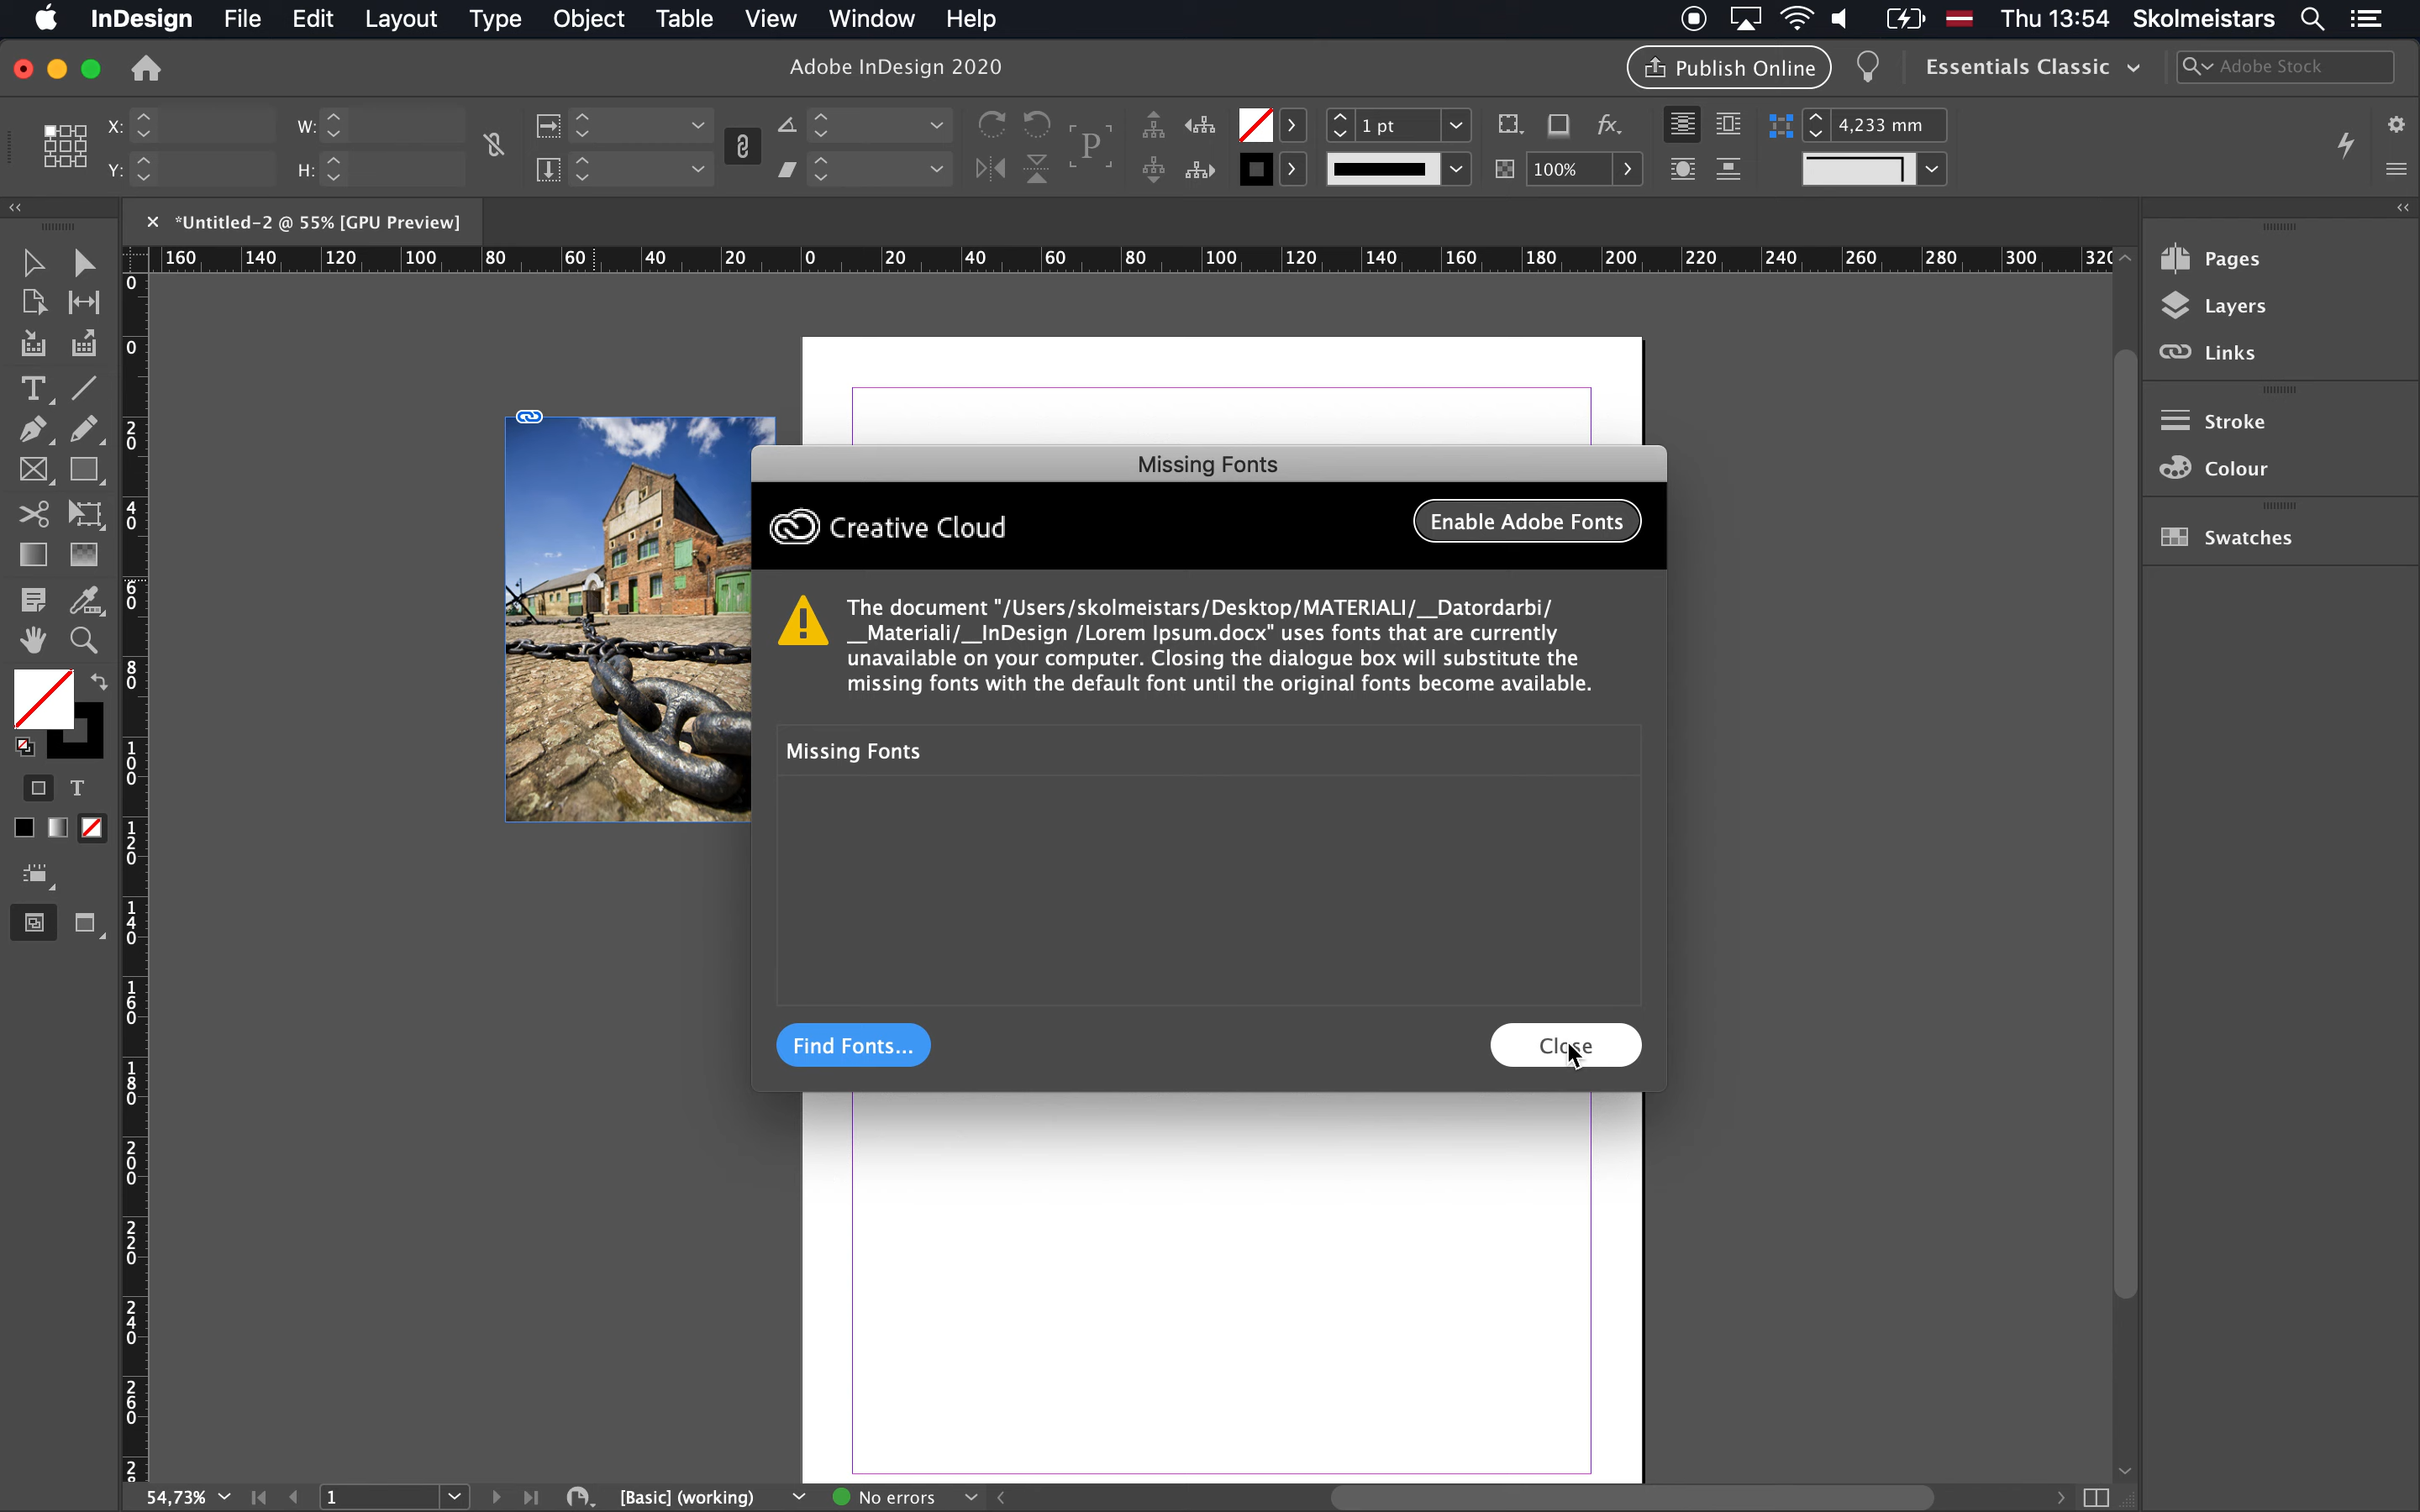 InDesign File Edit Layout Type Object Table View Window Help Thu 13:54 Skolmeistars
Adobe InDesign 2020 Publish Online Essentials Classic Adobe Stock
X: W: 1 pt fx. 4,233 mm
P
Y: H: 100%
× *Untitled-2 @ 55% [GPU Preview]
160 140 120 100 80 60 40 20 0 20 40 60 80 100 120 140 160 180 200 220 240 260 280 300 320
Pages
Layers
Links
Stroke
Colour
Swatches
0
0
20
40
60
80
100
120
140
160
180
200
220
240
260
28
T
T
Missing Fonts
Creative Cloud Enable Adobe Fonts
The document "/Users/skolmeistars/Desktop/MATERIALI/__Datordarbi/
__Materiali/__InDesign /Lorem Ipsum.docx" uses fonts that are currently
unavailable on your computer. Closing the dialogue box will substitute the
missing fonts with the default font until the original fonts become available.
Missing Fonts
Find Fonts... Close
54,73% 1 [Basic] (working) No errors